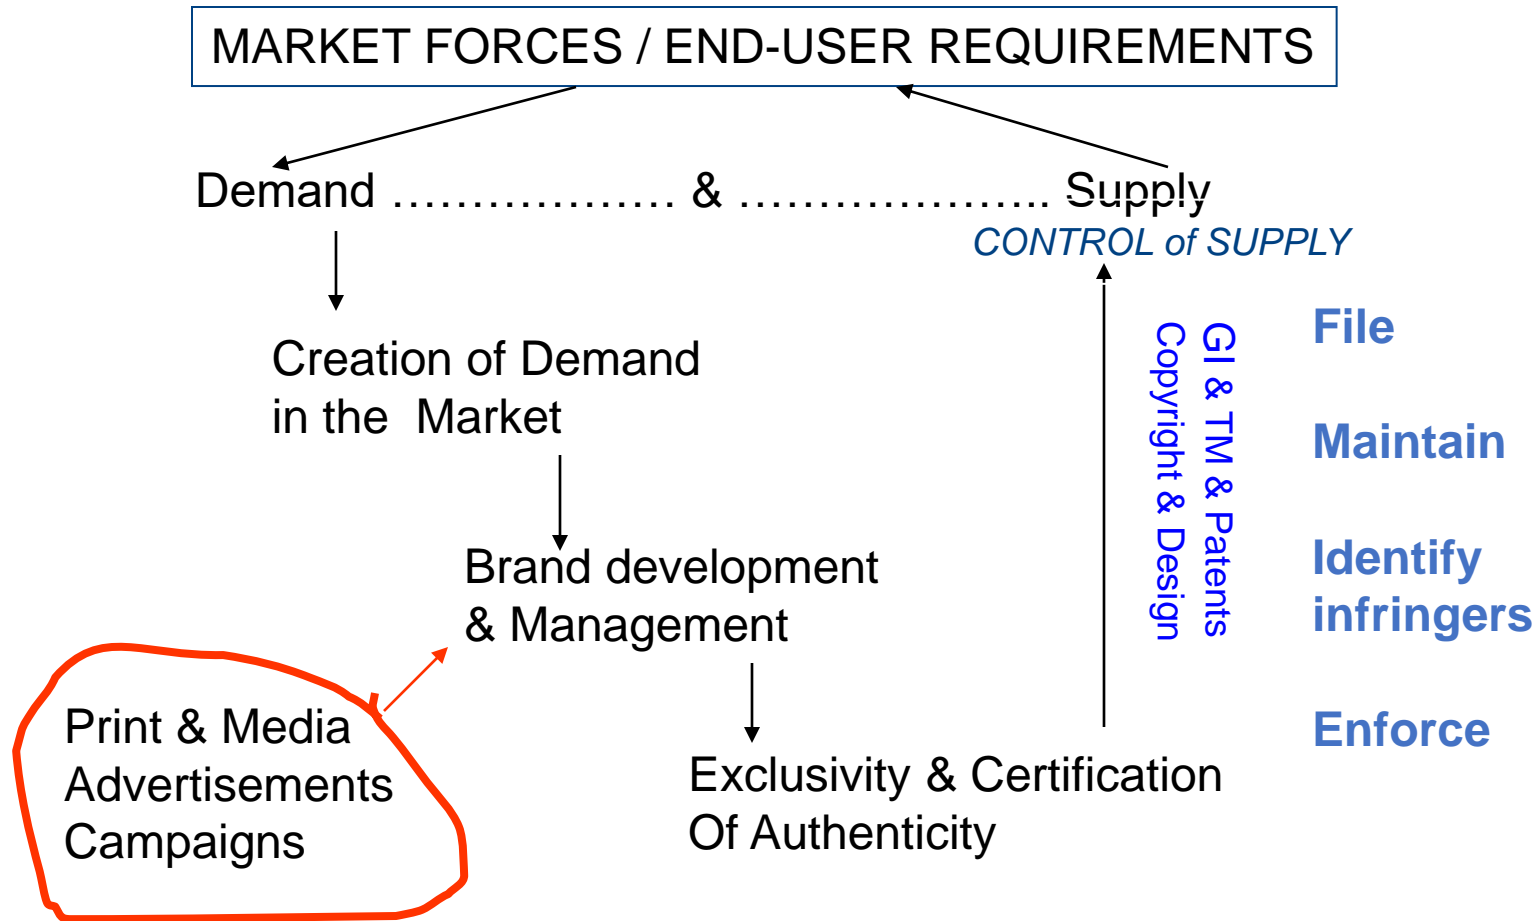 MARKET FORCES / END-USER REQUIREMENTS
Demand ……………… & ……………….. Supply
CONTROL of SUPPLY
Creation of Demand
in the Market
Brand development
& Management
Print & Media
Advertisements
Campaigns
Exclusivity & Certification
Of Authenticity
GI & TM & Patents
Copyright & Design
File
Maintain
Identify
infringers
Enforce